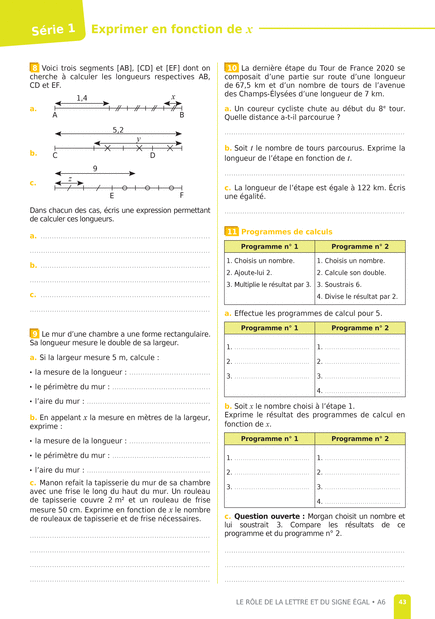 Série 1 Exprimer en fonction de x
8 Voici trois segments [AB], [CD] et [EF] dont on
cherche à calculer les longueurs respectives AB,
CD et EF.
a.
1,4
x
A
B
b.
5,2
y
C
D
c.
9
z
E
F
Dans chacun des cas, écris une expression permettant
de calculer ces longueurs.
a.
b.
c.
9 Le mur d'une chambre a une forme rectangulaire.
Sa longueur mesure le double de sa largeur.
a. Si la largeur mesure 5 m, calcule :
• la mesure de la longueur :
• le périmètre du mur :
• l'aire du mur :
b. En appelant x la mesure en mètres de la largeur,
exprime :
• la mesure de la longueur :
• le périmètre du mur :
• l'aire du mur :
c. Manon refait la tapisserie du mur de sa chambre
avec une frise le long du haut du mur. Un rouleau
de tapisserie couvre 2 m² et un rouleau de frise
mesure 50 cm. Exprime en fonction de x le nombre
de rouleaux de tapisserie et de frise nécessaires.
10 La dernière étape du Tour de France 2020 se
composait d'une partie sur route d'une longueur
de 67,5 km et d'un nombre de tours de l'avenue
des Champs-Élysées d'une longueur de 7 km.
a. Un coureur cycliste chute au début du 8e tour.
Quelle distance a-t-il parcourue ?
b. Soit t le nombre de tours parcourus. Exprime la
longueur de l'étape en fonction de t.
c. La longueur de l'étape est égale à 122 km. Écris
une égalité.
11 Programmes de calculs
Programme n° 1 Programme n° 2
1. Choisis un nombre. 1. Choisis un nombre.
2. Ajoute-lui 2. 2. Calcule son double.
3. Multiplie le résultat par 3. 3. Soustrais 6.
4. Divise le résultat par 2.
a. Effectue les programmes de calcul pour 5.
Programme n° 1 Programme n° 2
1. 1.
2. 2.
3. 3.
4.
b. Soit x le nombre choisi à l'étape 1.
Exprime le résultat des programmes de calcul en
fonction de x.
Programme n° 1 Programme n° 2
1. 1.
2. 2.
3. 3.
4.
c. Question ouverte : Morgan choisit un nombre et
lui soustrait 3. Compare les résultats de ce
programme et du programme n° 2.
LE RÔLE DE LA LETTRE ET DU SIGNE ÉGAL • A6 43